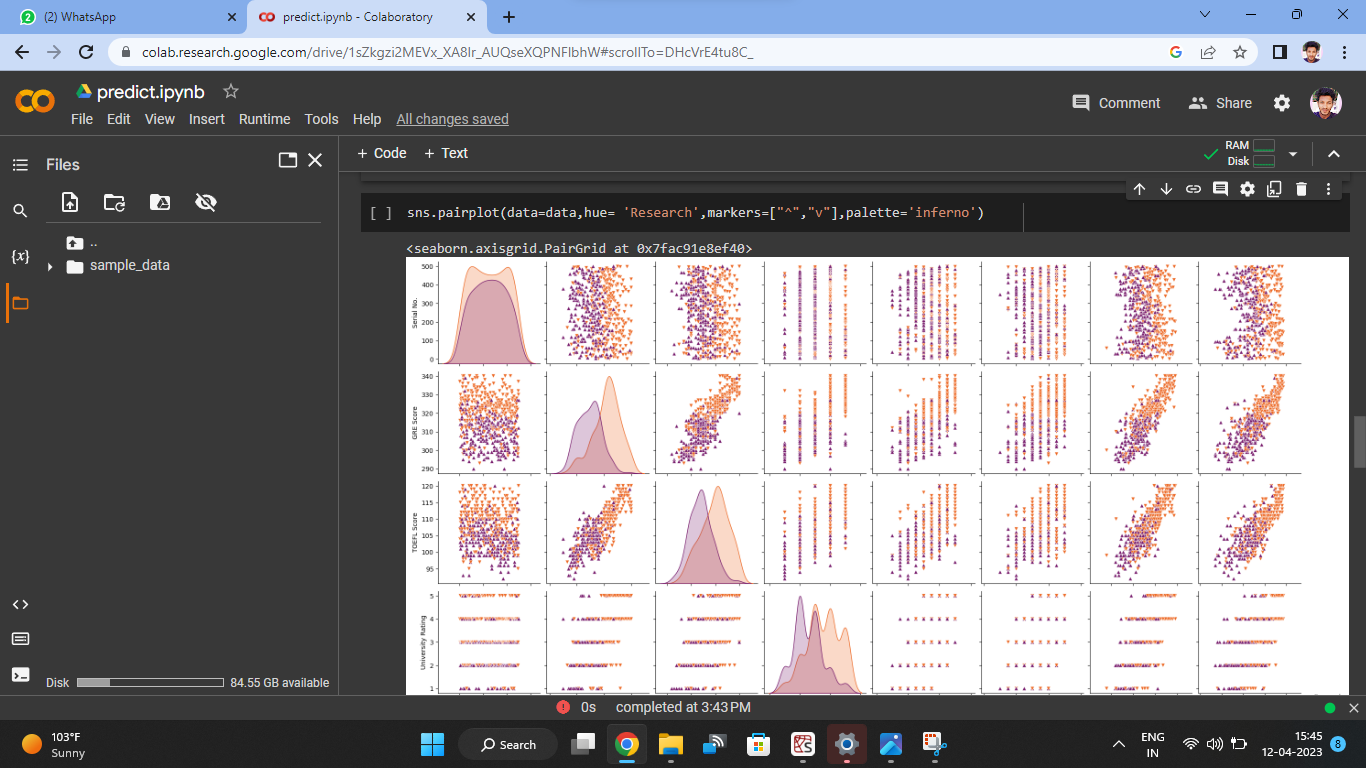 (2) WhatsApp
predict.ipynb - Colaboratory
colab.research.google.com/drive/1sZkgzi2MEVx_XA8Ir_AUQseXQPNFlbhW#scrollTo=DHcVrE4tu8C_
predict.ipynb
Comment
Share
File Edit View Insert Runtime Tools Help All changes saved
Files
+ Code + Text
RAM
Disk
{x}
..
sample_data
[ ] sns.pairplot(data=data,hue= 'Research',markers=["^","v"],palette='inferno')
<seaborn.axisgrid.PairGrid at 0x7fac91e8ef40>
500
400
300
200
100
0
Serial No.
340
330
320
310
300
290
GRE Score
120
115
110
105
100
95
TOEFL Score
5
4
3
2
1
University Rating
Disk 84.55 GB available
0s completed at 3:43 PM
103°F
Sunny
Search
ENG
IN
15:45
12-04-2023
8